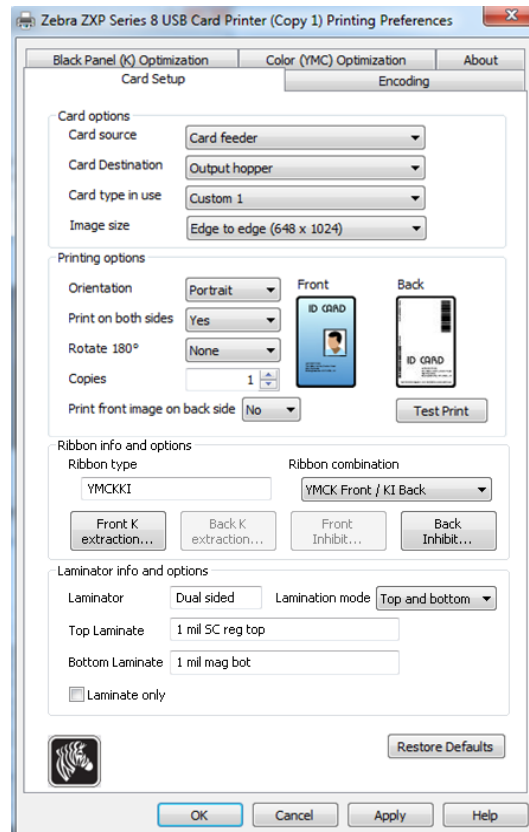 Zebra ZXP Series 8 USB Card Printer (Copy 1) Printing Preferences
Black Panel (K) Optimization
Color (YMC) Optimization
About
Card Setup
Encoding
Card options
Card source
Card feeder
Card Destination
Output hopper
Card type in use
Custom 1
Image size
Edge to edge (648 x 1024)
Printing options
Orientation
Portrait
Front
Back
Print on both sides
Yes
ID CARD
Rotate 180°
None
ID CARD
Copies
1
Print front image on back side
No
Test Print
Ribbon info and options
Ribbon type
Ribbon combination
YMCKKI
YMCK Front / KI Back
Front K
extraction...
Back K
extraction...
Front
Inhibit...
Back
Inhibit...
Laminator info and options
Laminator
Dual sided
Lamination mode
Top and bottom
Top Laminate
1 mil SC reg top
Bottom Laminate
1 mil mag bot
Laminate only
Restore Defaults
OK
Cancel
Apply
Help